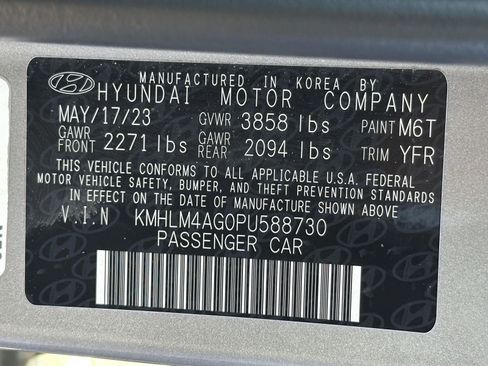 MANUFACTURED IN KOREA BY
HYUNDAI MOTOR COMPANY
MAY/17/23 GVWR 3858 lbs PAINT M6T
GAWR FRONT 2271 lbs GAWR REAR 2094 lbs TRIM YFR
THIS VEHICLE CONFORMS TO ALL APPLICABLE U.S.A. FEDERAL
MOTOR VEHICLE SAFETY, BUMPER, AND THEFT PREVENTION STANDARDS
IN EFFECT ON THE DATE OF MANUFACTURE SHOWN ABOVE.
V.I.N KMHLM4AG0PU588730
PASSENGER CAR